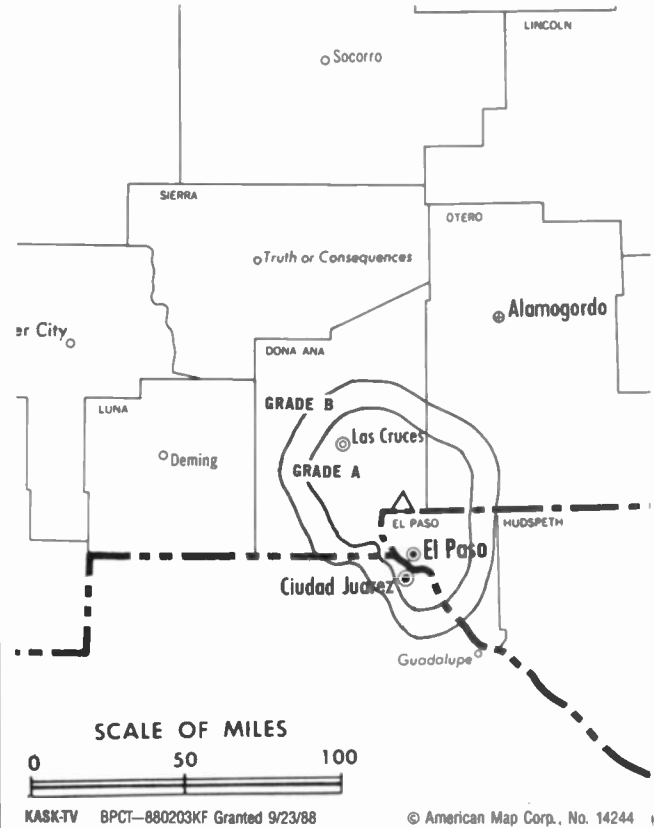 LINCOLN
Socorro
SIERRA
OTERO
Truth or Consequences
Alamogordo
er City
DONA ANA
LUNA
GRADE B
Las Cruces
Deming
GRADE A
EL PASO
HUDSPETH
El Paso
Ciudad Juarez
Guadalupe
SCALE OF MILES
0 50 100
KASK-TV BPCT—880203KF Granted 9/23/88 © American Map Corp., No. 14244